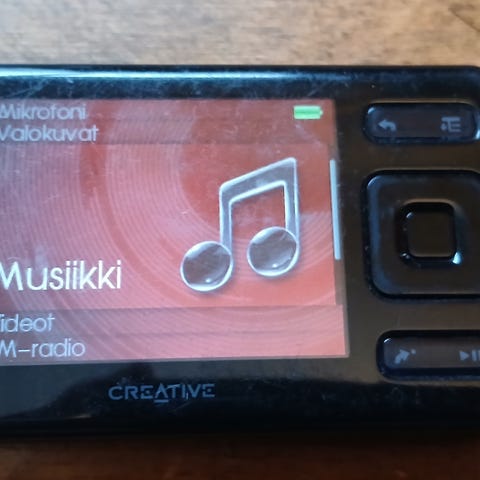 Mikrofoni
Valokuvat
Musiikki
ideot
M-radio
CREATIVE